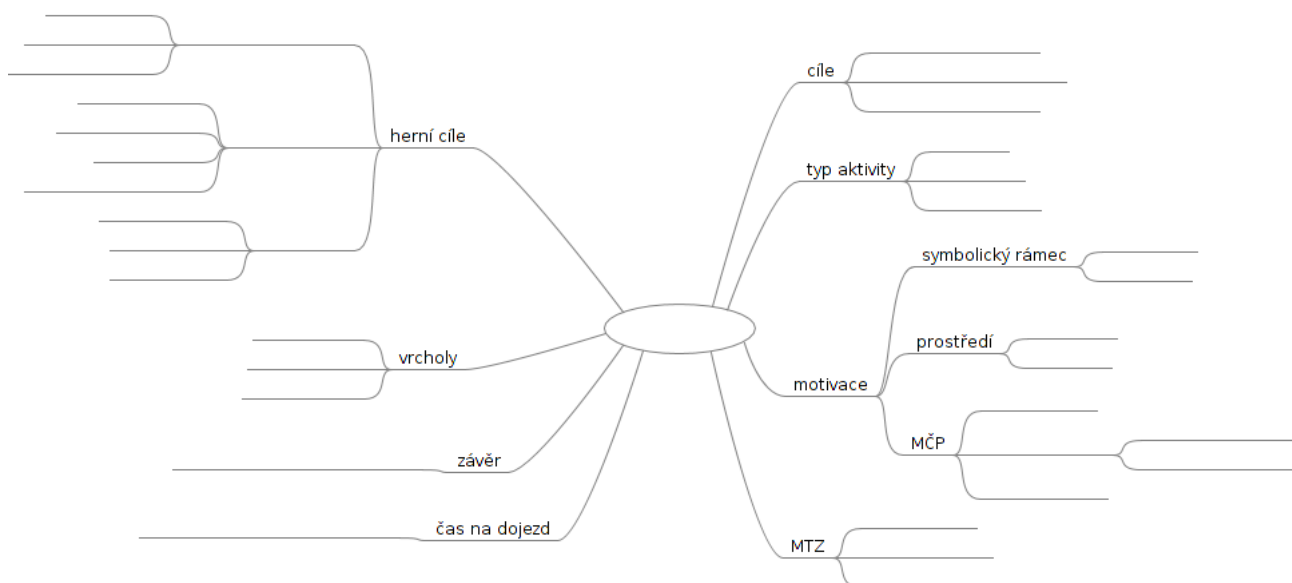 cíle
herní cíle
typ aktivity
symbolický rámec
prostředí
vrcholy
motivace
MČP
závěr
čas na dojezd
MTZ